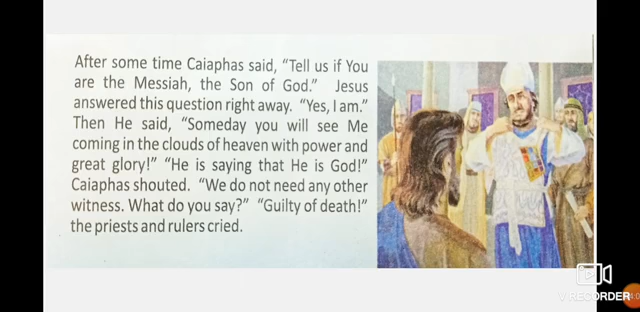 After some time Caiaphas said, “Tell us if You
are the Messiah, the Son of God.” Jesus
answered this question right away. “Yes, I am.”
Then He said, “Someday you will see Me
coming in the clouds of heaven with power and
great glory!” “He is saying that He is God!”
Caiaphas shouted. “We do not need any other
witness. What do you say?” “Guilty of death!”
the priests and rulers cried.
V RECORDER